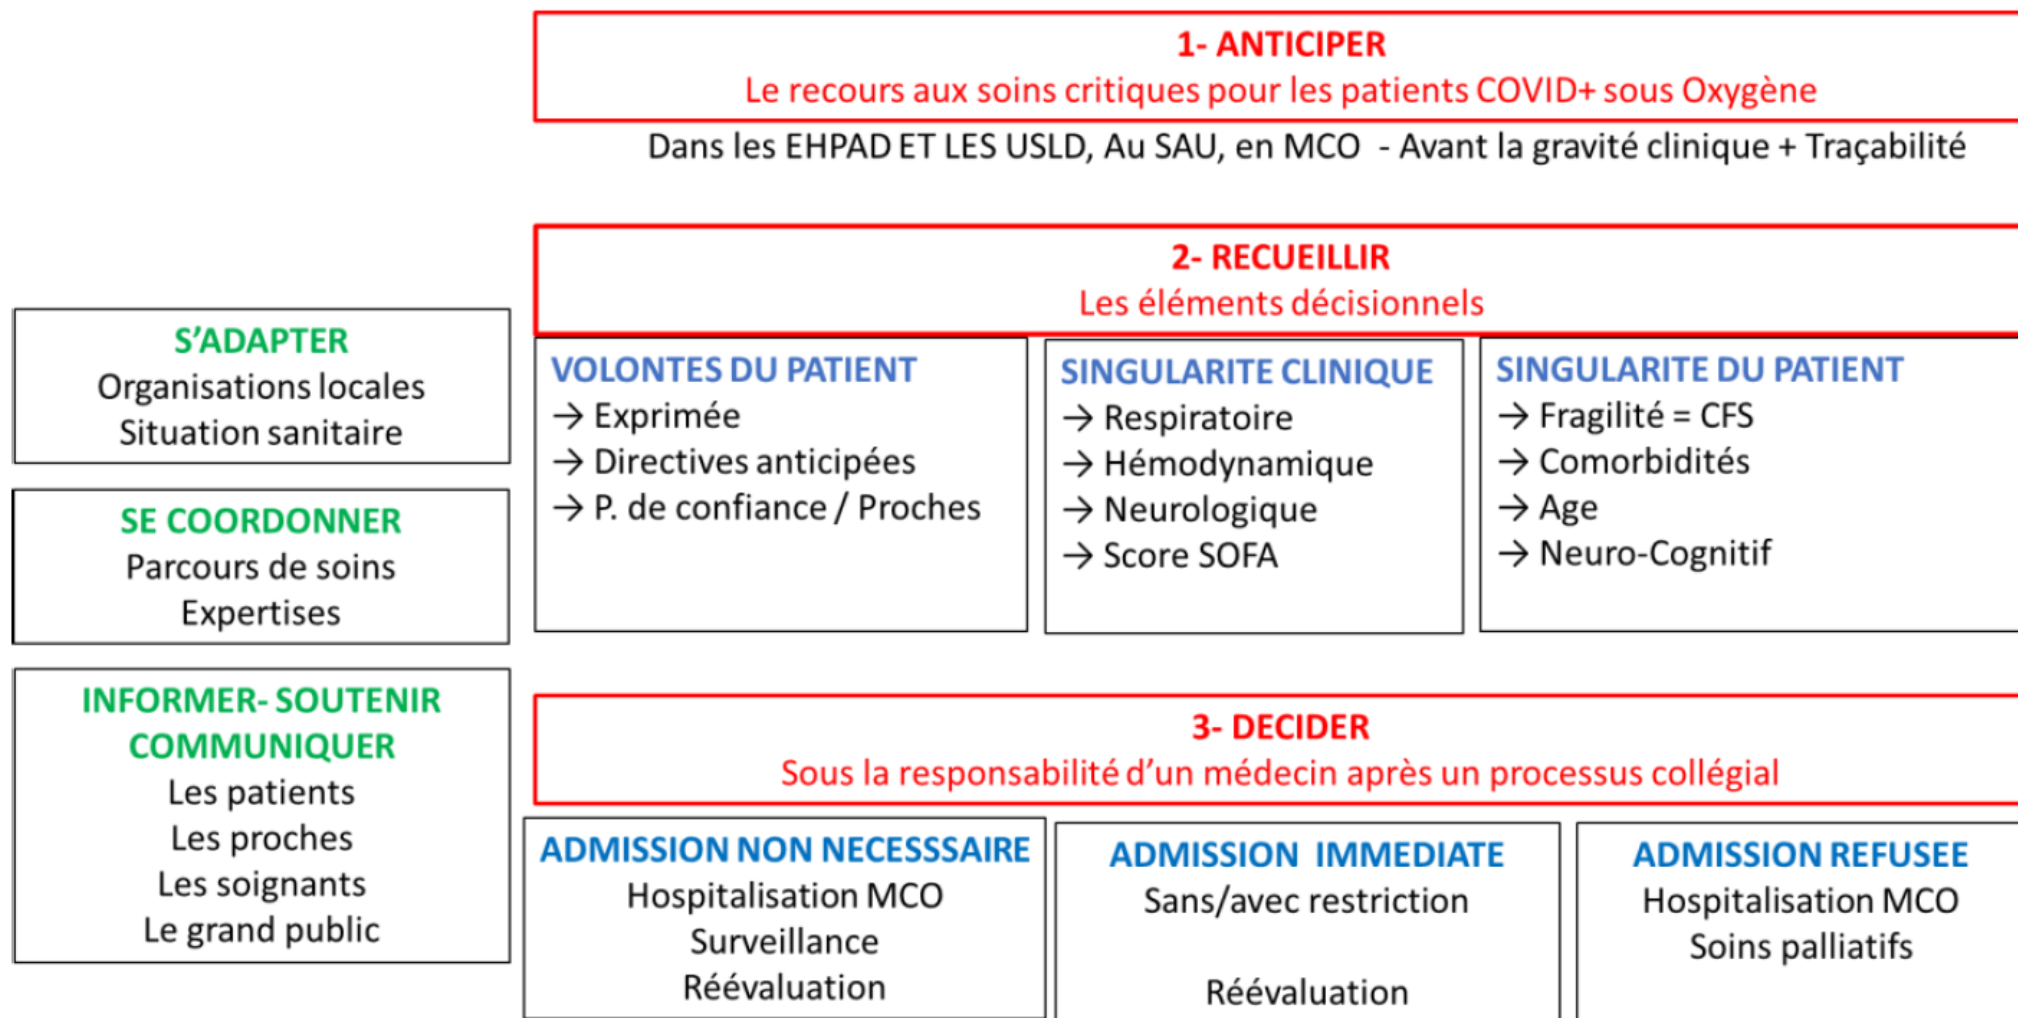 1- ANTICIPER
Le recours aux soins critiques pour les patients COVID+ sous Oxygène
Dans les EHPAD ET LES USLD, Au SAU, en MCO - Avant la gravité clinique + Traçabilité
2- RECUEILLIR
Les éléments décisionnels
VOLONTES DU PATIENT
→ Exprimée
→ Directives anticipées
→ P. de confiance / Proches
SINGULARITE CLINIQUE
→ Respiratoire
→ Hémodynamique
→ Neurologique
→ Score SOFA
SINGULARITE DU PATIENT
→ Fragilité = CFS
→ Comorbidités
→ Age
→ Neuro-Cognitif
3- DECIDER
Sous la responsabilité d'un médecin après un processus collégial
ADMISSION NON NECESSSAIRE
Hospitalisation MCO
Surveillance
Réévaluation
ADMISSION IMMEDIATE
Sans/avec restriction
Réévaluation
ADMISSION REFUSEE
Hospitalisation MCO
Soins palliatifs
S'ADAPTER
Organisations locales
Situation sanitaire
SE COORDONNER
Parcours de soins
Expertises
INFORMER- SOUTENIR
COMMUNIQUER
Les patients
Les proches
Les soignants
Le grand public